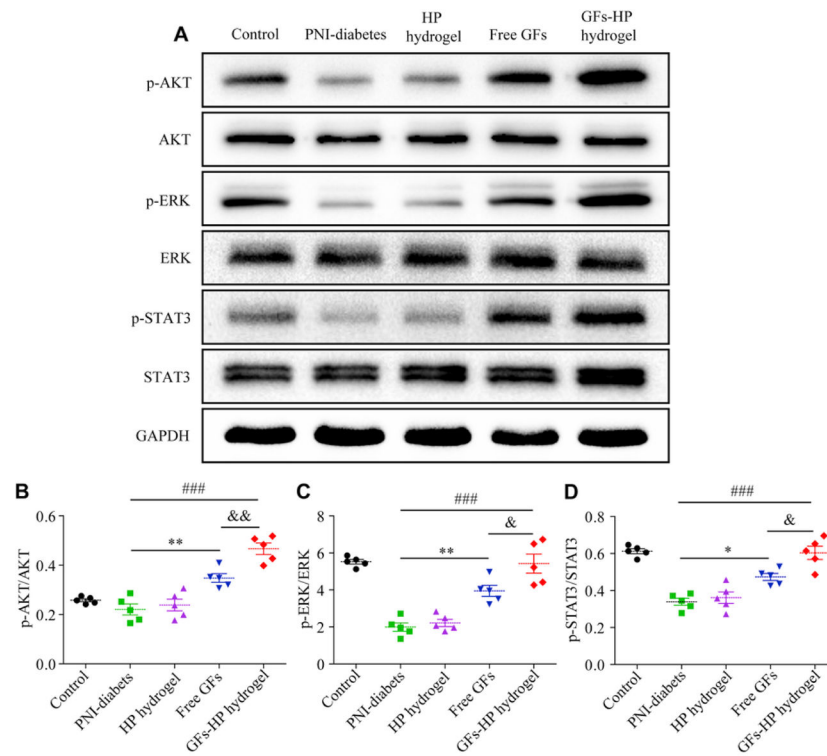 A
Control
PNI-diabetes
HP
hydrogel
Free GFs
GFs-HP
hydrogel
p-AKT
AKT
p-ERK
ERK
p-STAT3
STAT3
GAPDH
B
p-AKT/AKT
0.6
0.4
0.2
0.0
###
&&
**
Control
PNI-diabets
HP hydrogel
Free GFs
GFs-HP hydrogel
C
p-ERK/ERK
8
6
4
2
0
###
&
**
Control
PNI-diabets
HP hydrogel
Free GFs
GFs-HP hydrogel
D
p-STAT3/STAT3
0.8
0.6
0.4
0.2
0.0
###
&
*
Control
PNI-diabets
HP hydrogel
Free GFs
GFs-HP hydrogel